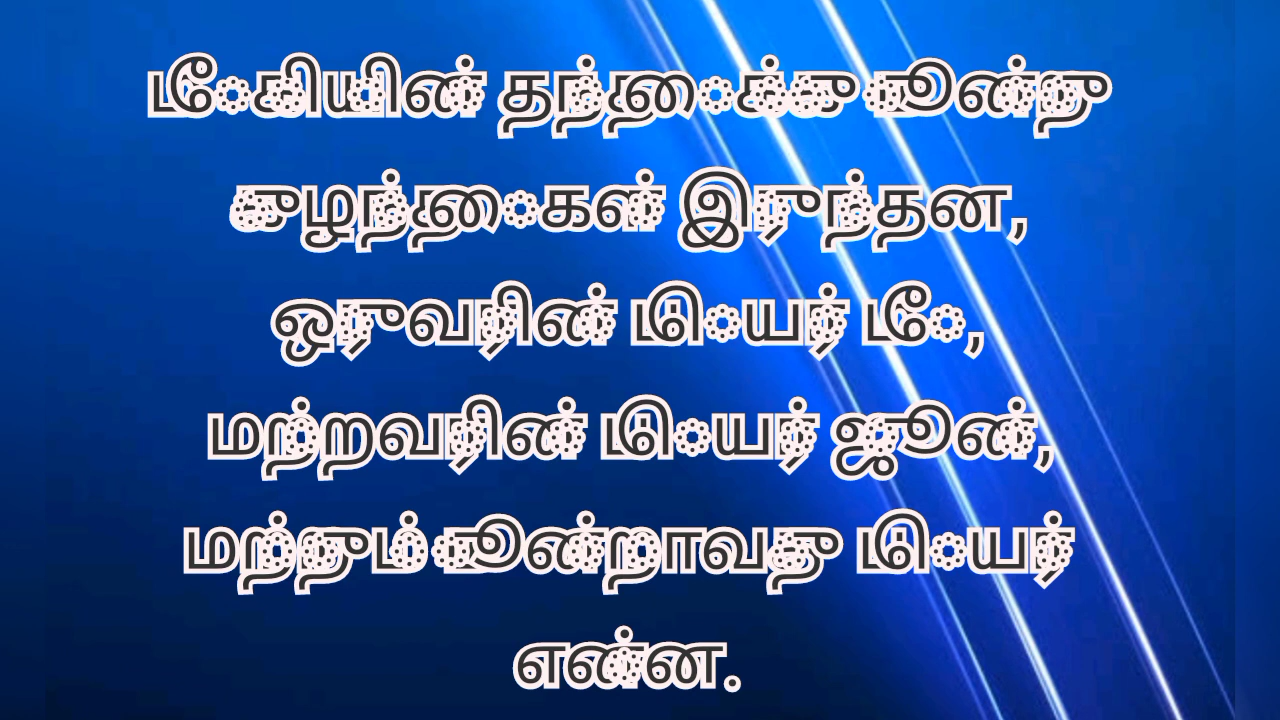 மேகியின் தந்தைக்கு மூன்று
குழந்தைகள் இருந்தன,
ஒருவரின் பெயர் மே,
மற்றவரின் பெயர் ஜூன்,
மற்றும் மூன்றாவது பெயர்
என்ன.